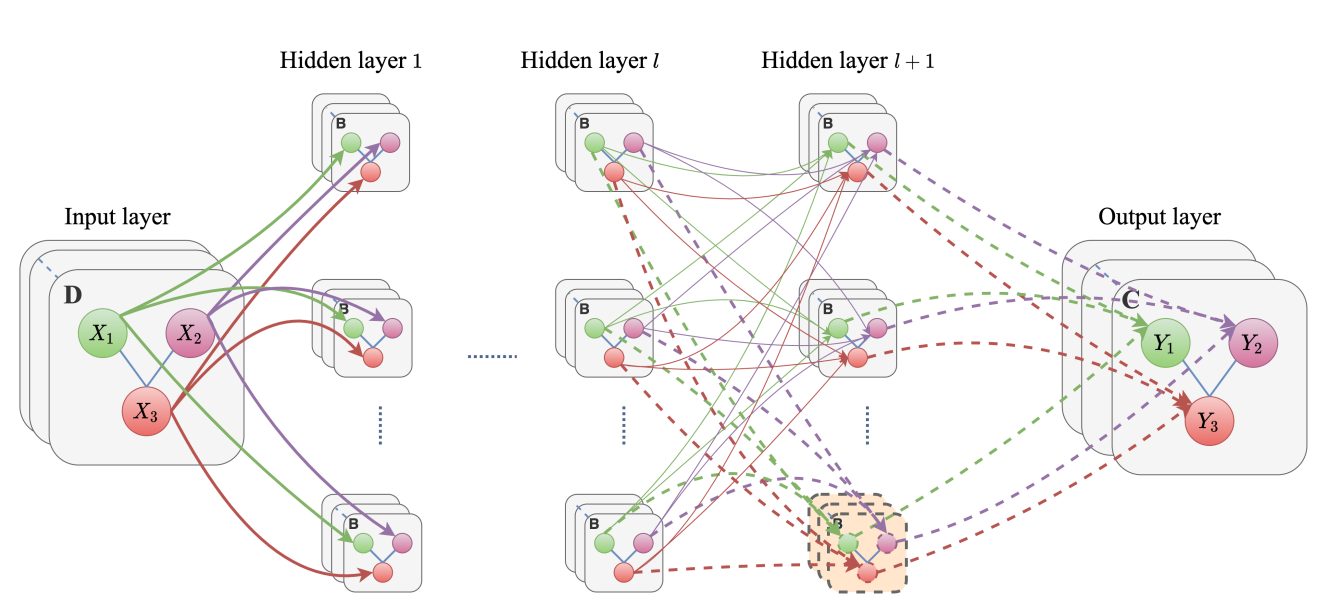 Hidden layer 1
Hidden layer l
Hidden layer l + 1
B
B
B
Input layer
Output layer
D
X1
X2
X3
B
B
B
C
Y1
Y2
Y3
B
B
B